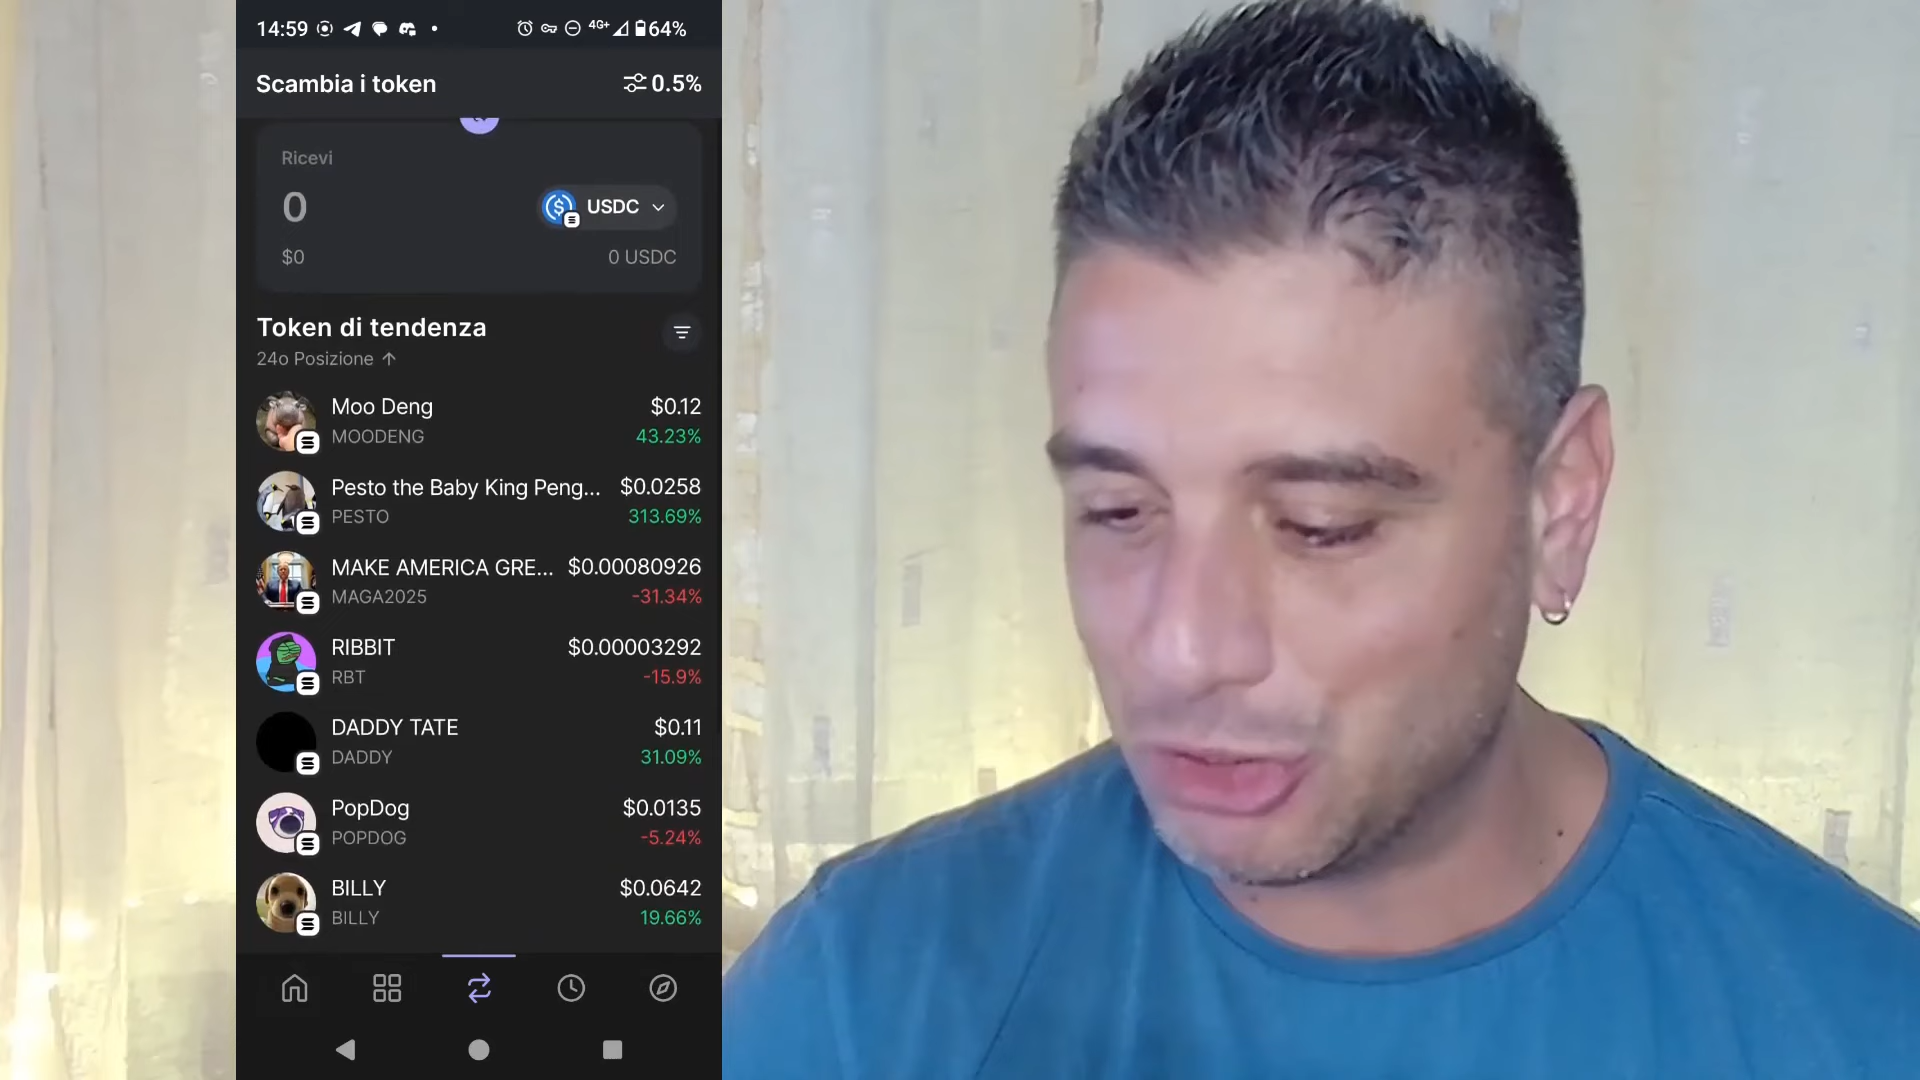 14:59
4G+
64%
Scambia i token
0.5%
Ricevi
0
USDC
$0
0 USDC
Token di tendenza
24o Posizione ↑
Moo Deng
$0.12
MOODENG
43.23%
Pesto the Baby King Peng...
$0.0258
PESTO
313.69%
MAKE AMERICA GRE...
$0.00080926
MAGA2025
-31.34%
RIBBIT
$0.00003292
RBT
-15.9%
DADDY TATE
$0.11
DADDY
31.09%
PopDog
$0.0135
POPDOG
-5.24%
BILLY
$0.0642
BILLY
19.66%